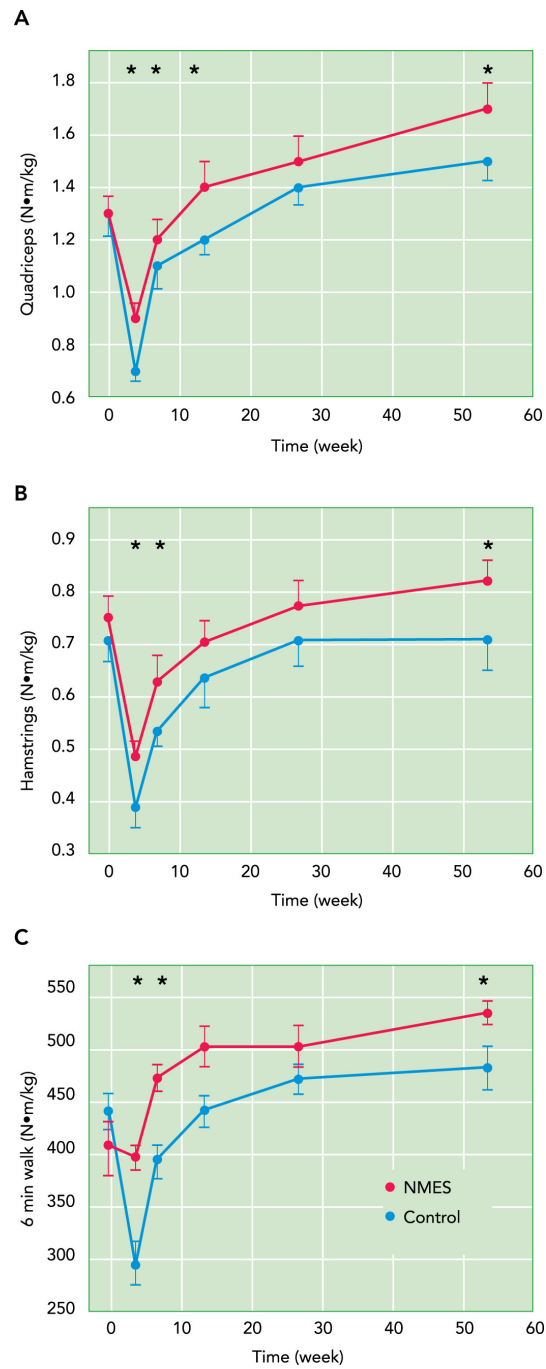 A
* * * *
1.8
1.6
1.4
1.2
1.0
0.8
0.6
Quadriceps (N•m/kg)
0 10 20 30 40 50 60
Time (week)
B
* * *
0.9
0.8
0.7
0.6
0.5
0.4
0.3
Hamstrings (N•m/kg)
0 10 20 30 40 50 60
Time (week)
C
* * *
550
500
450
400
350
300
250
6 min walk (N•m/kg)
NMES
Control
0 10 20 30 40 50 60
Time (week)